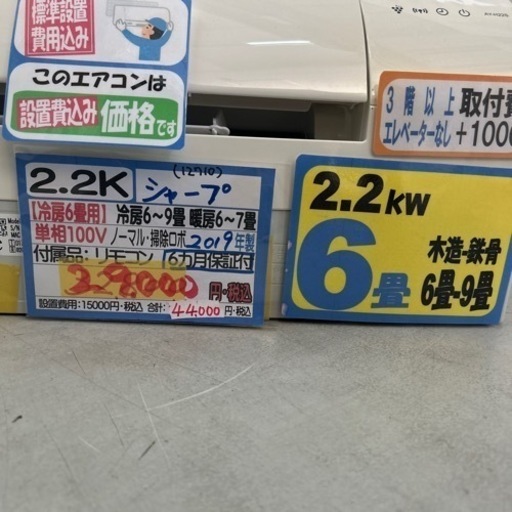 標準設置
費用込み
このエアコンは
設置費込み 価格です
3階以上 取付費
エレベーターなし +1000
2.2K シャープ
(12710)
【冷房6畳用】 冷房6~9畳 暖房6~7畳
単相100V ノーマル・掃除ロボ 2019年製
付属品:リモコン 6カ月保証付
円・税込
設置費用:15000円・税込 合計: 44000円・税込
2.2kw
6畳
木造-鉄骨
6畳-9畳